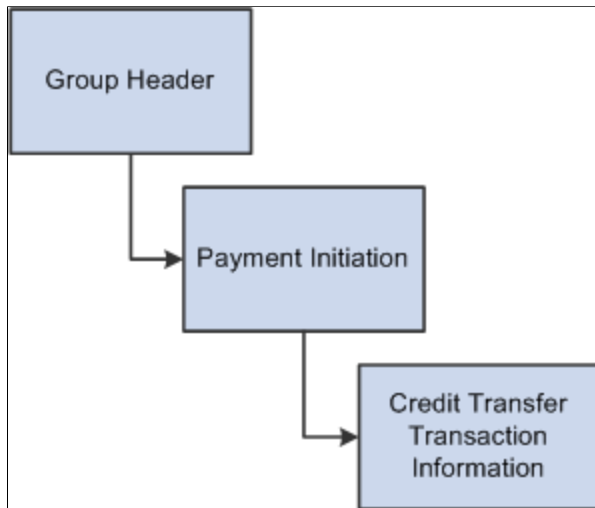 Group Header
Payment Initiation
Credit Transfer
Transaction
Information